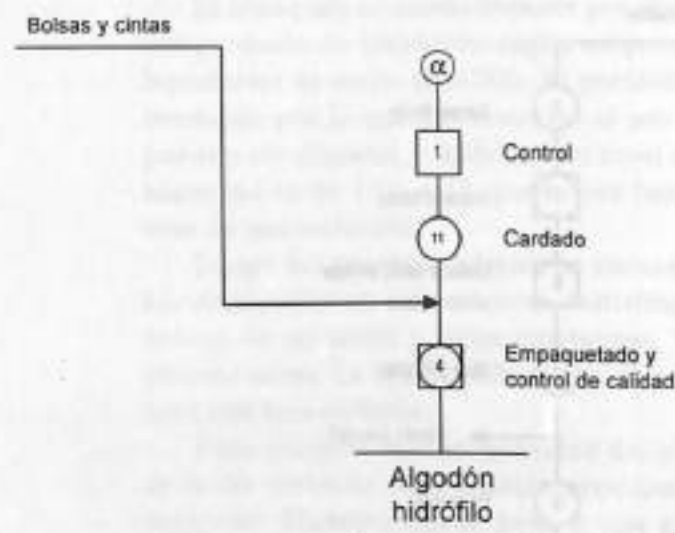 Bolsas y cintas
α
1
Control
11
Cardado
4
Empaquetado y
control de calidad
Algodón
hidrófilo